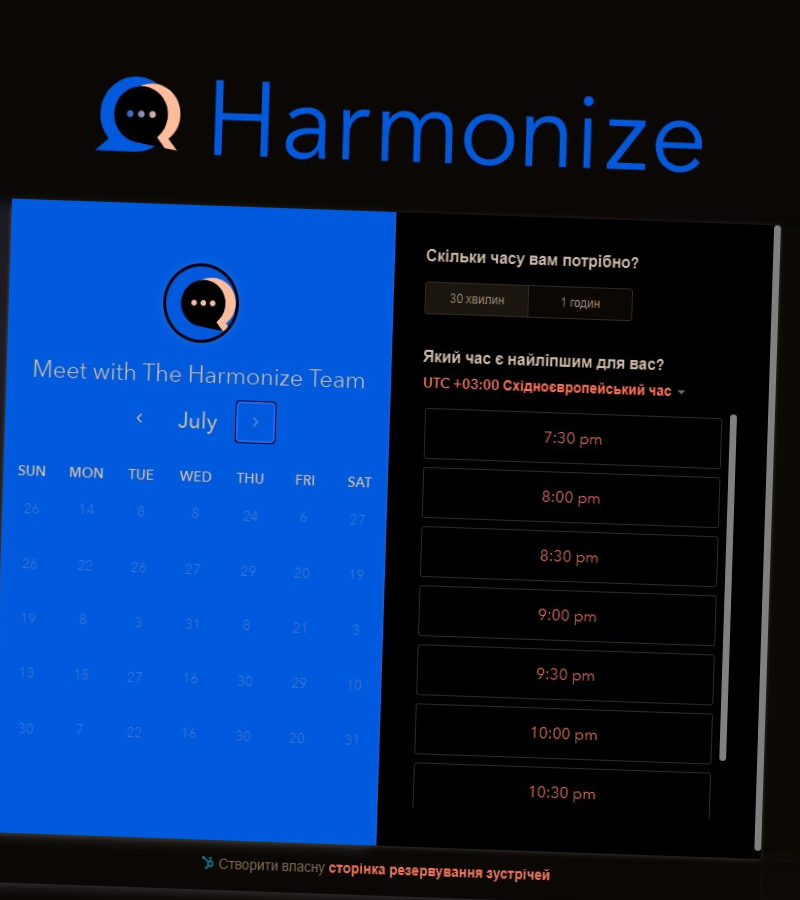 Harmonize
Meet with The Harmonize Team
July
SUN MON TUE WED THU FRI SAT
26 14 8 8 24 6 27
26 22 26 27 29 20 19
19 8 3 31 8 21 3
13 15 27 16 30 29 10
30 7 22 16 30 20 31
Скільки часу вам потрібно?
30 хвилин 1 годин
Який час є найліпшим для вас?
UTC +03:00 Східноєвропейський час
7:30 pm
8:00 pm
8:30 pm
9:00 pm
9:30 pm
10:00 pm
10:30 pm
Створити власну сторінка резервування зустрічей